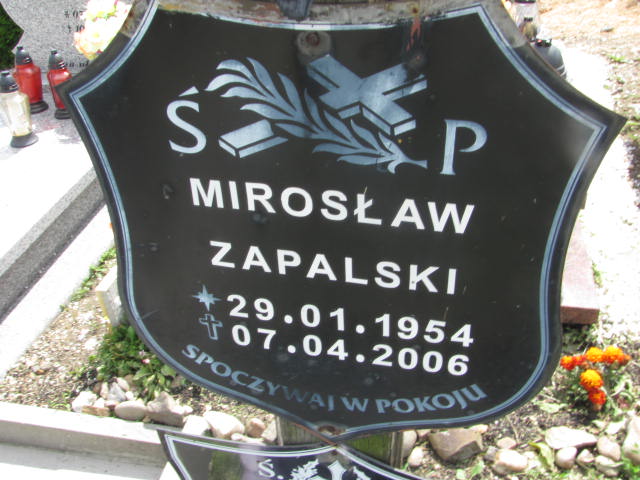 Ś P
MIROSŁAW
ZAPALSKI
29.01.1954
07.04.2006
SPOCZYWAJ W POKOJU
Ś.